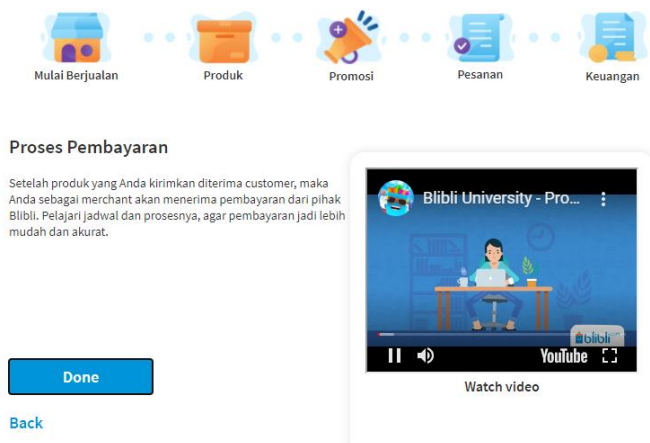 Mulai Berjualan
Produk
Promosi
Pesanan
Keuangan
Proses Pembayaran
Setelah produk yang Anda kirimkan diterima customer, maka
Anda sebagai merchant akan menerima pembayaran dari pihak
Blibli. Pelajari jadwal dan prosesnya, agar pembayaran jadi lebih
mudah dan akurat.
Blibli University - Pro...
blibli.com
YouTube
Watch video
Done
Back